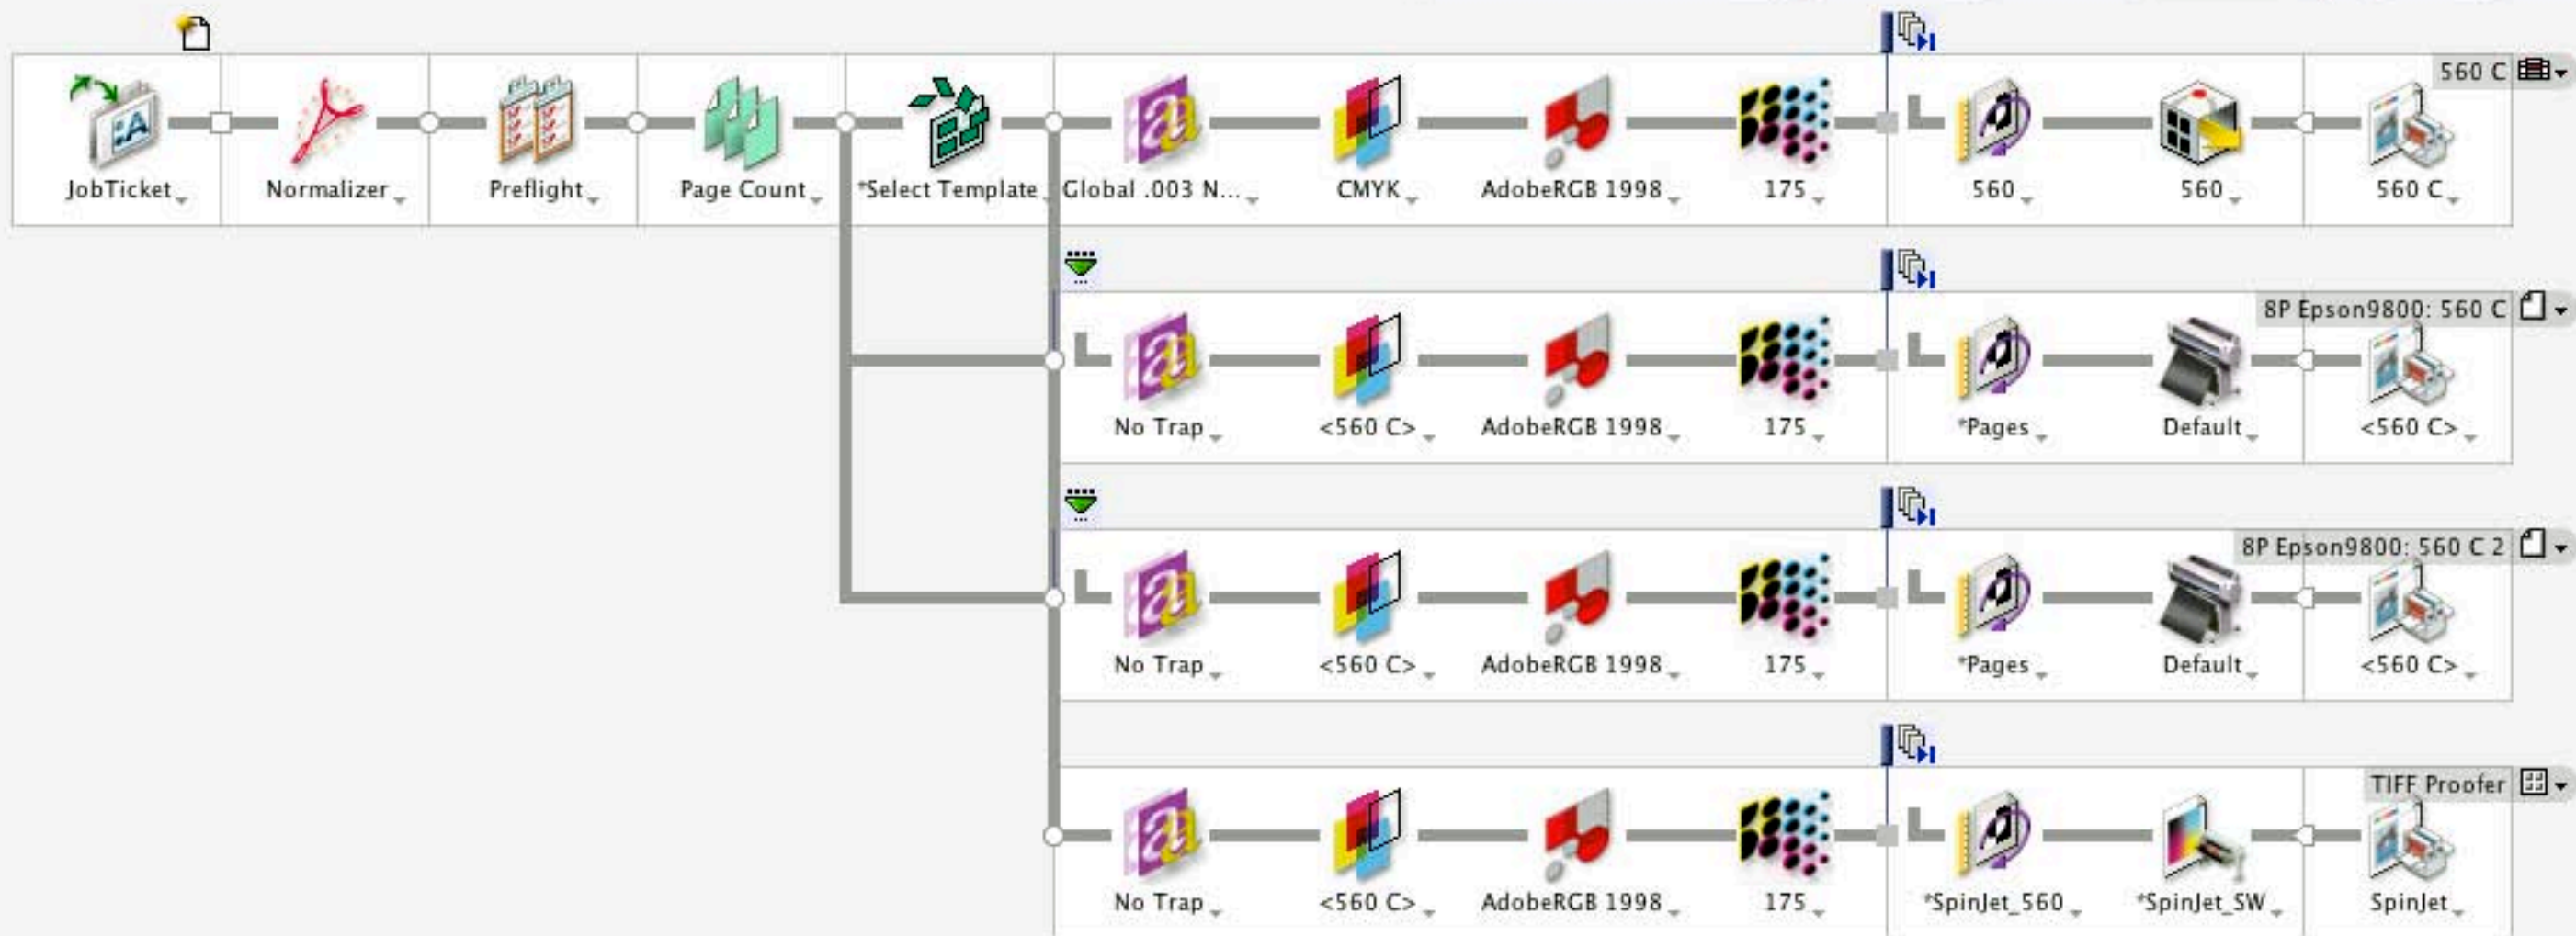 560 C
JobTicket
Normalizer
Preflight
Page Count
*Select Template
Global .003 N...
CMYK
AdobeRGB 1998
175
560
560
560 C
8P Epson9800: 560 C
No Trap
<560 C>
AdobeRGB 1998
175
*Pages
Default
<560 C>
8P Epson9800: 560 C 2
No Trap
<560 C>
AdobeRGB 1998
175
*Pages
Default
<560 C>
TIFF Proofer
No Trap
<560 C>
AdobeRGB 1998
175
*SpinJet_560
*SpinJet_SW
SpinJet